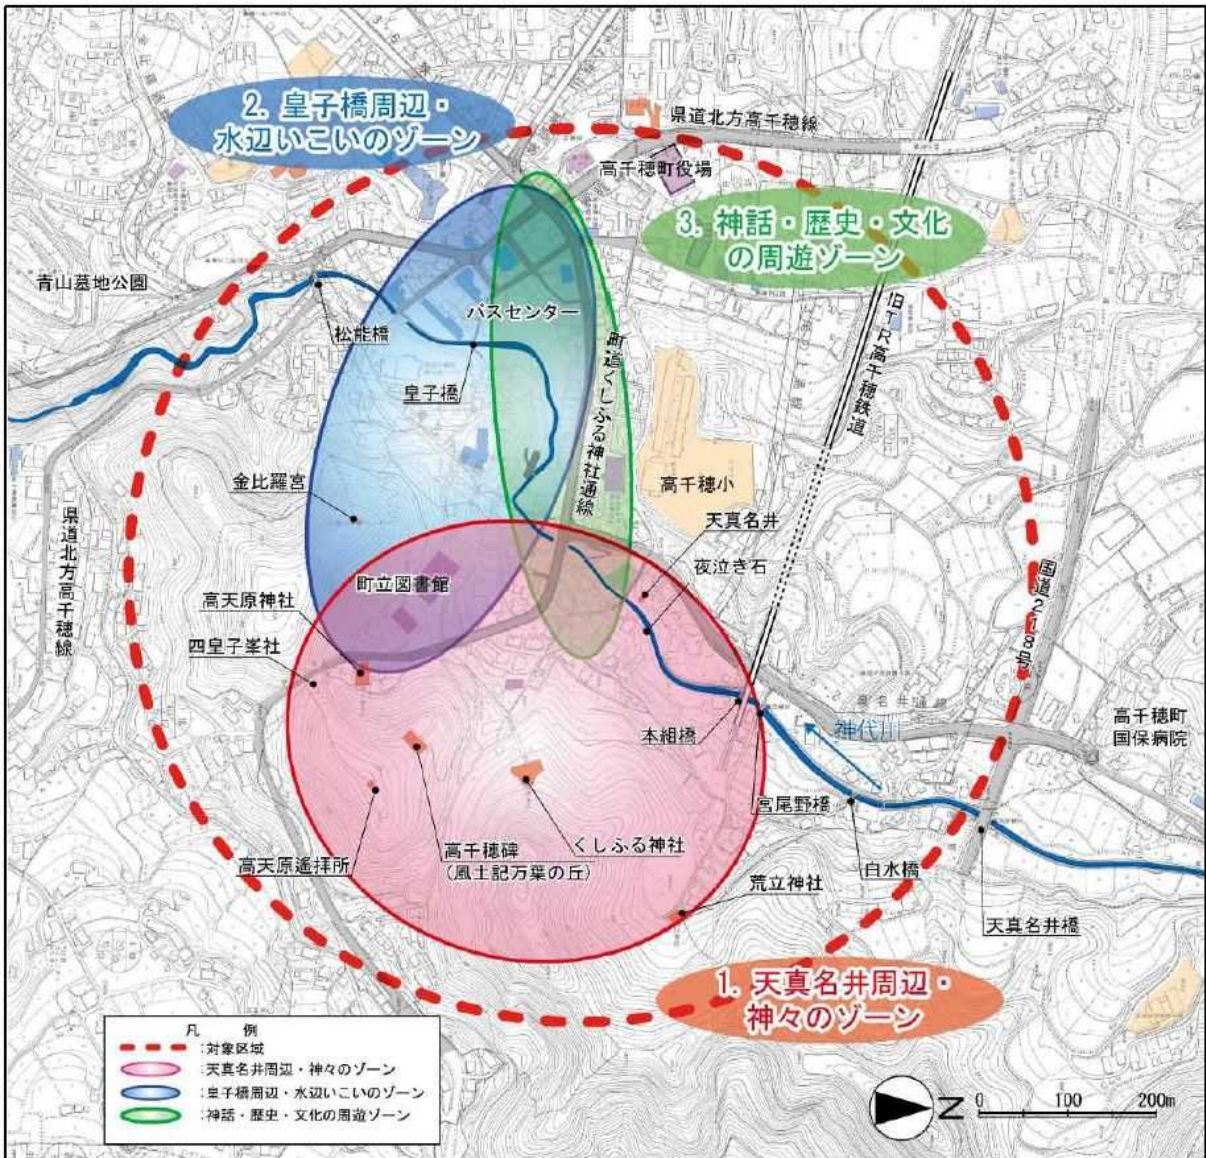 2. 皇子橋周辺・
水辺いこいのゾーン
県道北方高千穂線
高千穂町役場
3. 神話・歴史・文化
の周遊ゾーン
青山墓地公園
松能橋
バスセンター
皇子橋
町道くしふる神社通線
旧TR高千穂鉄道
金比羅宮
高千穂小
天真名井
夜泣き石
県道北方高千穂線
町立図書館
高天原神社
四皇子峯社
国道218号
本組橋
神代川
高千穂町
国保病院
宮尾野橋
高天原遙拝所
高千穂碑
(風土記万葉の丘)
くしふる神社
荒立神社
白水橋
天真名井橋
1. 天真名井周辺・
神々のゾーン
凡 例
:対象区域
:天真名井周辺・神々のゾーン
:皇子橋周辺・水辺いこいのゾーン
:神話・歴史・文化の周遊ゾーン
N
0 100 200m